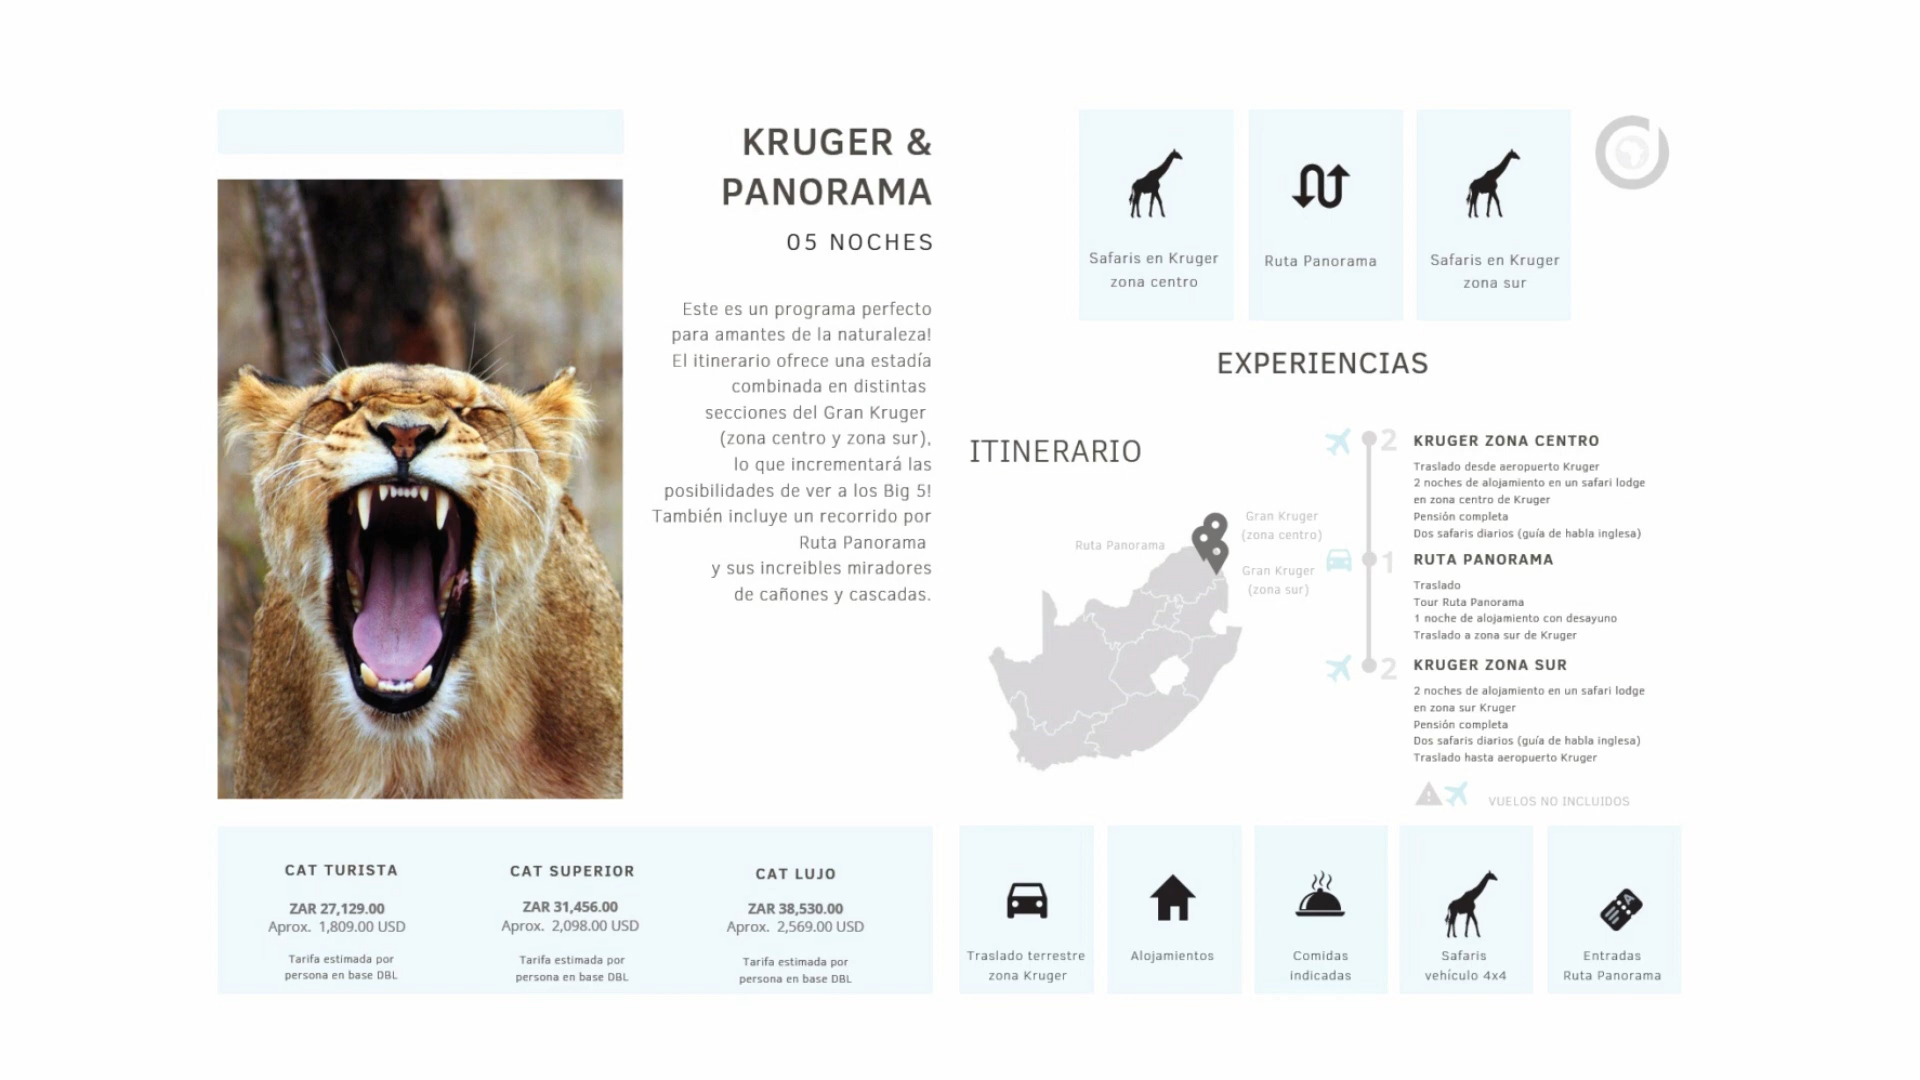 KRUGER &
PANORAMA
05 NOCHES
Este es un programa perfecto
para amantes de la naturaleza!
El itinerario ofrece una estadía
combinada en distintas
secciones del Gran Kruger
(zona centro y zona sur),
lo que incrementará las
posibilidades de ver a los Big 5!
También incluye un recorrido por
Ruta Panorama
y sus increibles miradores
de cañones y cascadas.
Safaris en Kruger
zona centro
Ruta Panorama
Safaris en Kruger
zona sur
EXPERIENCIAS
ITINERARIO
Ruta Panorama
Gran Kruger
(zona centro)
Gran Kruger
(zona sur)
2 KRUGER ZONA CENTRO
Traslado desde aeropuerto Kruger
2 noches de alojamiento en un safari lodge
en zona centro de Kruger
Pensión completa
Dos safaris diarios (guía de habla inglesa)
1 RUTA PANORAMA
Traslado
Tour Ruta Panorama
1 noche de alojamiento con desayuno
Traslado a zona sur de Kruger
2 KRUGER ZONA SUR
2 noches de alojamiento en un safari lodge
en zona sur Kruger
Pensión completa
Dos safaris diarios (guía de habla inglesa)
Traslado hasta aeropuerto Kruger
VUELOS NO INCLUIDOS
CAT TURISTA
ZAR 27,129.00
Aprox. 1,809.00 USD
Tarifa estimada por
persona en base DBL
CAT SUPERIOR
ZAR 31,456.00
Aprox. 2,098.00 USD
Tarifa estimada por
persona en base DBL
CAT LUJO
ZAR 38,530.00
Aprox. 2,569.00 USD
Tarifa estimada por
persona en base DBL
Traslado terrestre
zona Kruger
Alojamientos
Comidas
indicadas
Safaris
vehículo 4x4
A
Entradas
Ruta Panorama